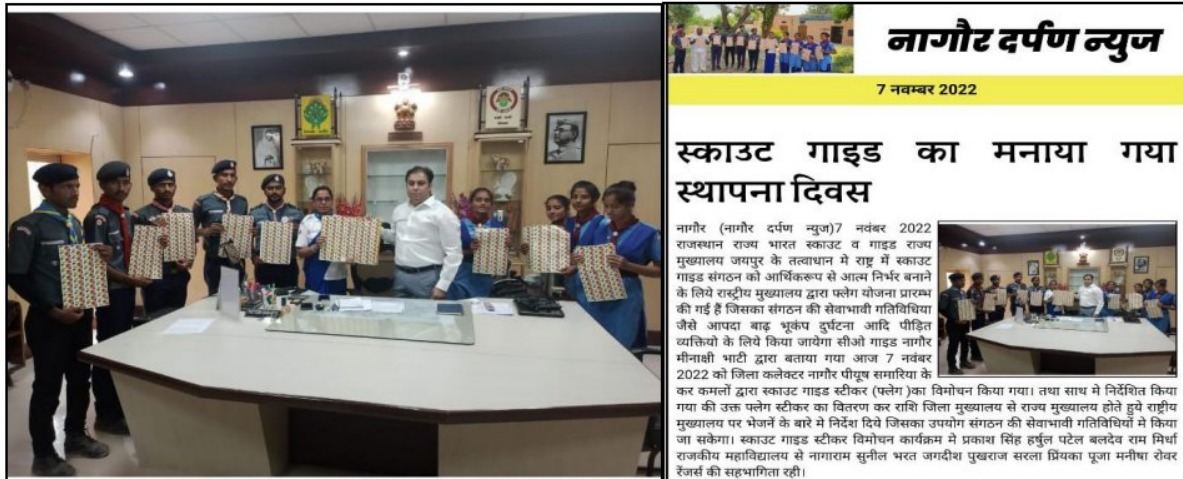 नागौर दर्पण न्युज
7 नवम्बर 2022
स्काउट गाइड का मनाया गया
स्थापना दिवस
नागौर (नागौर दर्पण न्युज)7 नवंबर 2022
राजस्थान राज्य भारत स्काउट व गाइड राज्य
मुख्यालय जयपुर के तत्वाधान मे राष्ट्र में स्काउट
गाइड संगठन को आर्थिकरूप से आत्म निर्भर बनाने
के लिये रास्ट्रीय मुख्यालय द्वारा फ्लेग योजना प्रारम्भ
की गई हैं जिसका संगठन की सेवाभावी गतिविधिया
जैसे आपदा बाढ़ भूकंप दुर्घटना आदि पीड़ित
व्यक्तियो के लिये किया जायेगा सीओ गाइड नागौर
मीनाक्षी भाटी द्वारा बताया गया आज 7 नवंबर
2022 को जिला कलेक्टर नागौर पीयूष समारिया के
कर कमलों द्वारा स्काउट गाइड स्टीकर (फ्लेग )का विमोचन किया गया। तथा साथ मे निर्देशित किया
गया की उक्त फ्लेग स्टीकर का वितरण कर राशि जिला मुख्यालय से राज्य मुख्यालय होते हुये राष्ट्रीय
मुख्यालय पर भेजनें के बारे मे निर्देश दिये जिसका उपयोग संगठन की सेवाभावी गतिविधियों मे किया
जा सकेगा। स्काउट गाइड स्टीकर विमोचन कार्यक्रम मे प्रकाश सिंह हर्षुल पटेल बलदेव राम मिर्धा
राजकीय महाविद्यालय से नागाराम सुनील भरत जगदीश पुखराज सरला प्रिंयका पूजा मनीषा रोवर
रेंजर्स की सहभागिता रही।